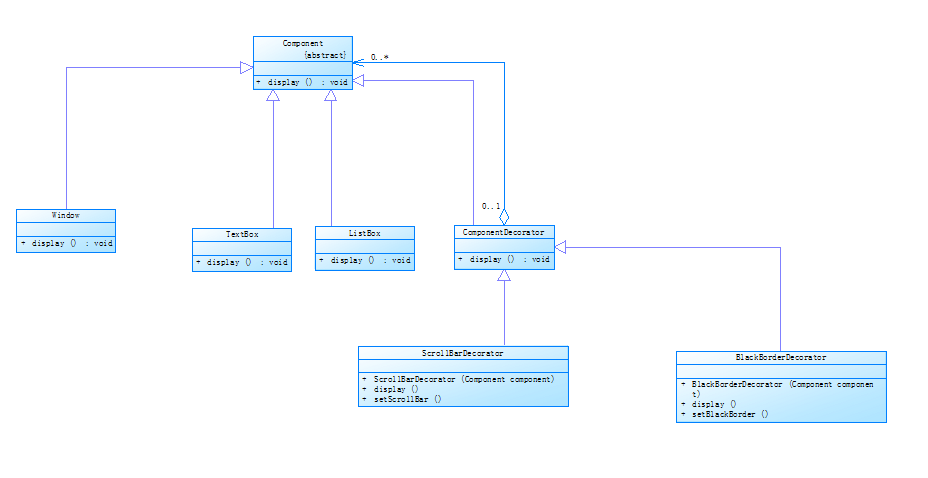 Component
{abstract}
0..*
+ display () : void
0..1
Window
+ display () : void
TextBox
+ display () : void
ListBox
+ display () : void
ComponentDecorator
+ display () : void
ScrollBarDecorator
+ ScrollBarDecorator (Component component)
+ display ()
+ setScrollBar ()
BlackBorderDecorator
+ BlackBorderDecorator (Component componen
t)
+ display ()
+ setBlackBorder ()